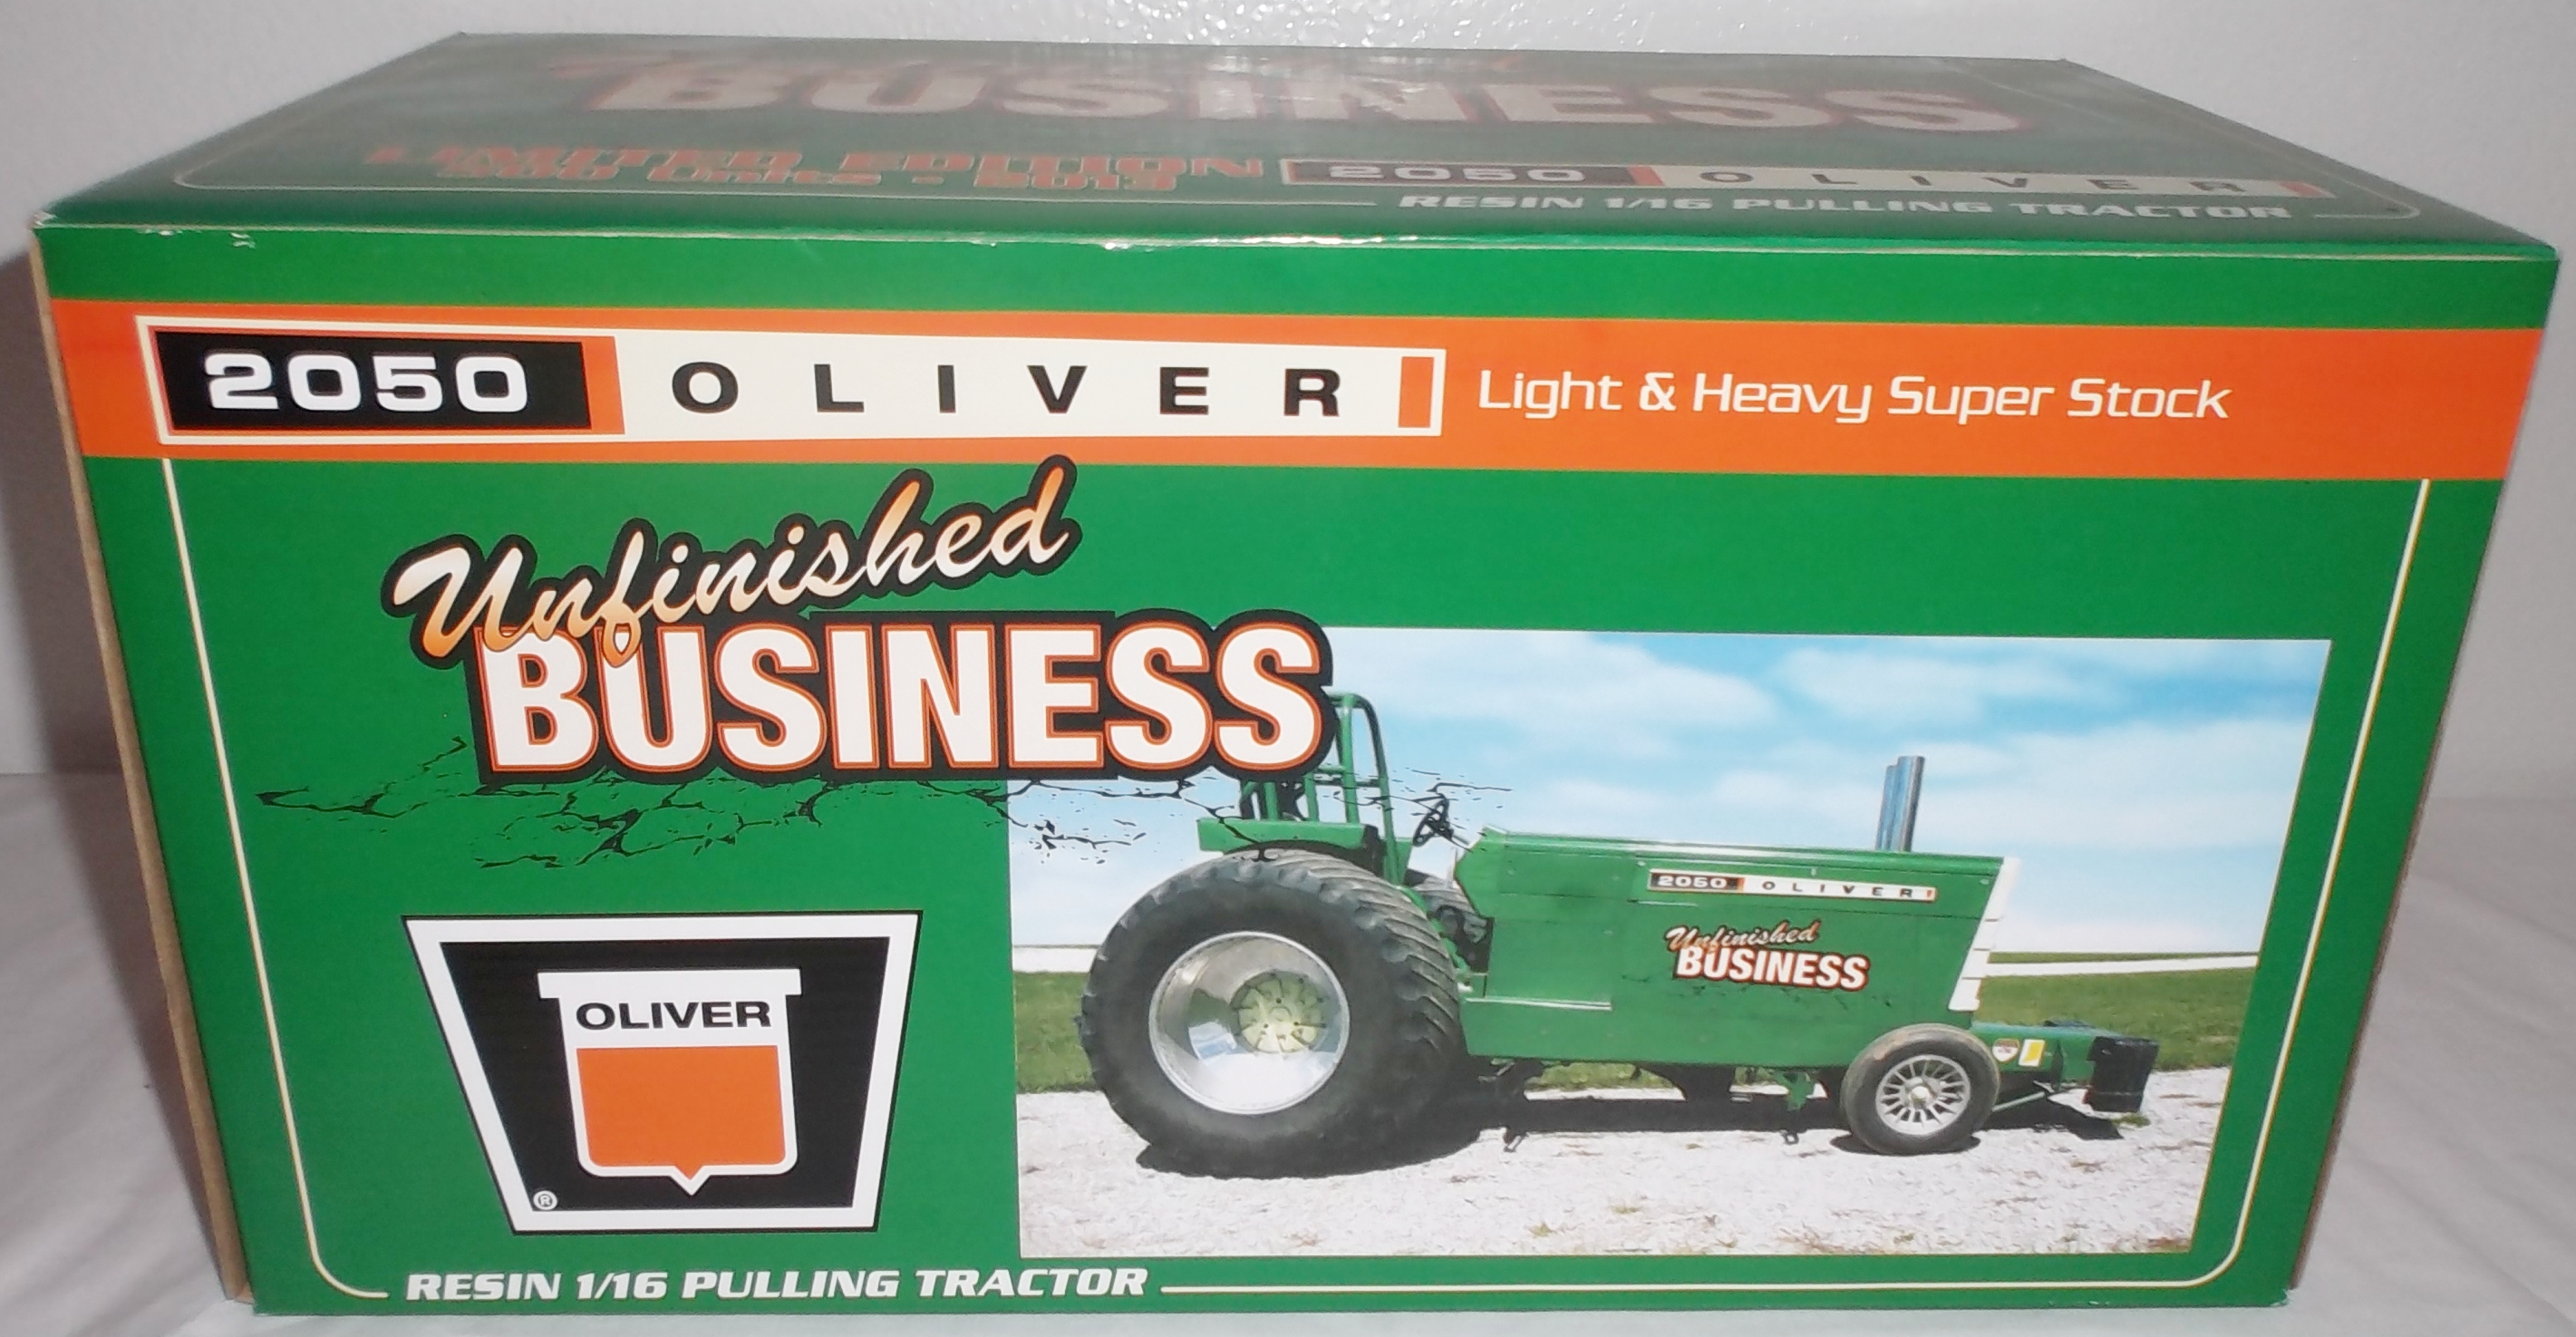 BUSINESS
LIMITED EDITION
2050 OLIVER
RESIN 1/16 PULLING TRACTOR
2050 OLIVER Light & Heavy Super Stock
Unfinished
BUSINESS
2050 OLIVER
Unfinished
BUSINESS
OLIVER
®
RESIN 1/16 PULLING TRACTOR